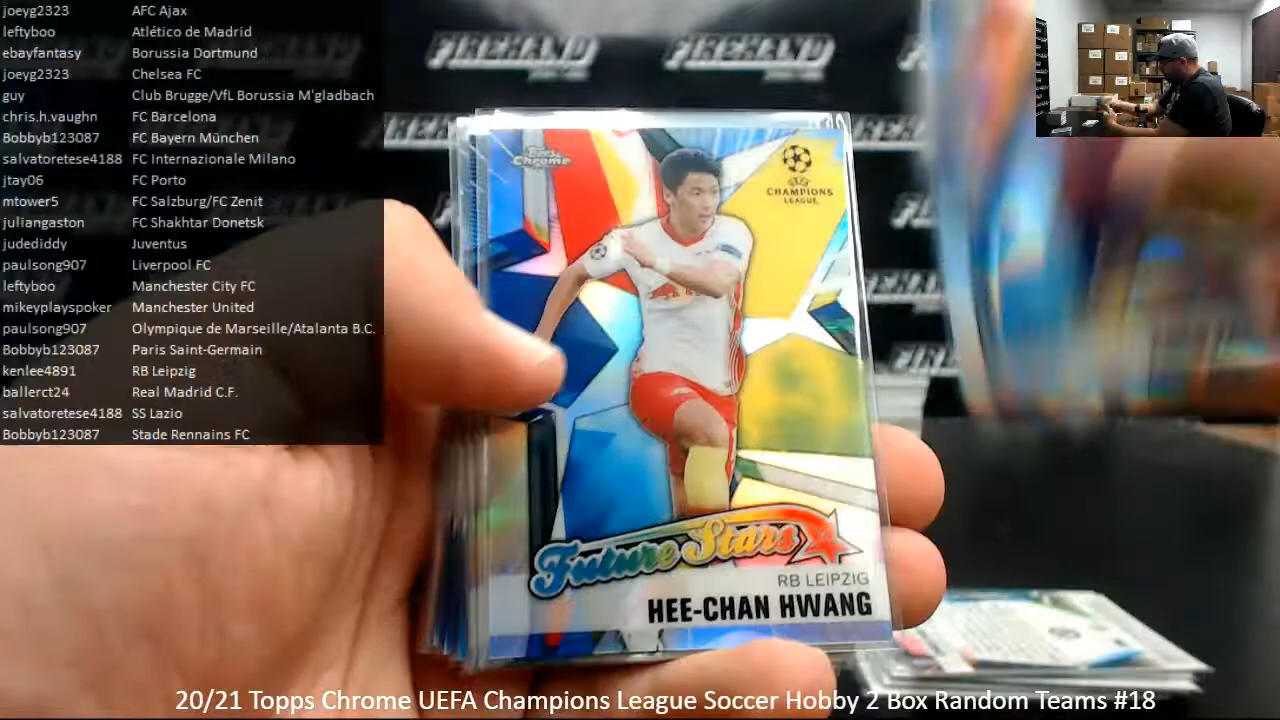 joeyg2323 AFC Ajax
leftyboo Atlético de Madrid
ebayfantasy Borussia Dortmund
joeyg2323 Chelsea FC
guy Club Brugge/VfL Borussia M'gladbach
chris.h.vaughn FC Barcelona
Bobbyb123087 FC Bayern München
salvatoretese4188 FC Internazionale Milano
jtay06 FC Porto
mtower5 FC Salzburg/FC Zenit
juliangaston FC Shakhtar Donetsk
judediddy Juventus
paulsong907 Liverpool FC
leftyboo Manchester City FC
mikeyplayspoker Manchester United
paulsong907 Olympique de Marseille/Atalanta B.C.
Bobbyb123087 Paris Saint-Germain
kenlee4891 RB Leipzig
ballerct24 Real Madrid C.F.
salvatoretese4188 SS Lazio
Bobbyb123087 Stade Rennains FC
FIREHAND
FIREHAND
Topps Chrome
UEFA
CHAMPIONS
LEAGUE
Future Stars
RB LEIPZIG
HEE-CHAN HWANG
20/21 Topps Chrome UEFA Champions League Soccer Hobby 2 Box Random Teams #18